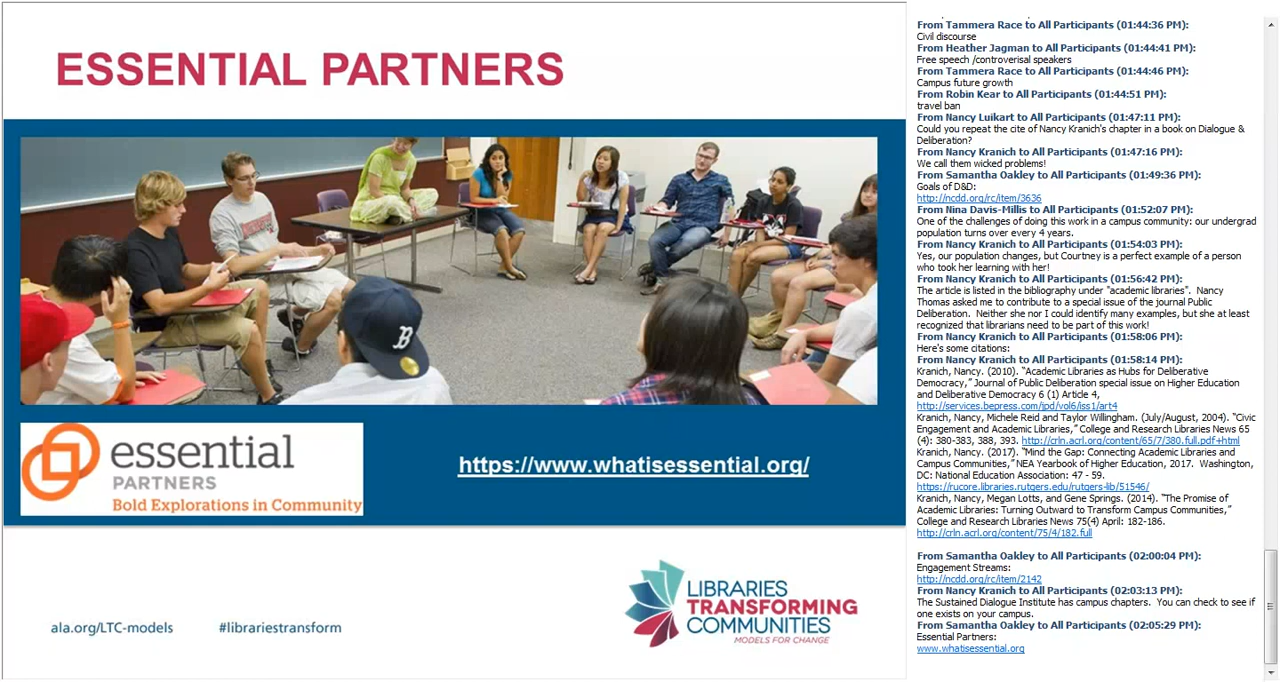 ESSENTIAL PARTNERS
B
essential
PARTNERS
Bold Explorations in Community
https://www.whatisessential.org/
ala.org/LTC-models
#librariestransform
LIBRARIES
TRANSFORMING
COMMUNITIES
MODELS FOR CHANGE
From Tammera Race to All Participants (01:44:36 PM):
Civil discourse
From Heather Jagman to All Participants (01:44:41 PM):
Free speech /controverisal speakers
From Tammera Race to All Participants (01:44:46 PM):
Campus future growth
From Robin Kear to All Participants (01:44:51 PM):
travel ban
From Nancy Luikart to All Participants (01:47:11 PM):
Could you repeat the cite of Nancy Kranich's chapter in a book on Dialogue &
Deliberation?
From Nancy Kranich to All Participants (01:47:16 PM):
We call them wicked problems!
From Samantha Oakley to All Participants (01:49:36 PM):
Goals of D&D:
http://ncdd.org/rc/item/3636
From Nina Davis-Millis to All Participants (01:52:07 PM):
One of the challenges of doing this work in a campus community: our undergrad
population turns over every 4 years.
From Nancy Kranich to All Participants (01:54:03 PM):
Yes, our population changes, but Courtney is a perfect example of a person
who took her learning with her!
From Nancy Kranich to All Participants (01:56:42 PM):
The article is listed in the bibliography under "academic libraries". Nancy
Thomas asked me to contribute to a special issue of the journal Public
Deliberation. Neither she nor I could identify many examples, but she at least
recognized that librarians need to be part of this work!
From Nancy Kranich to All Participants (01:58:06 PM):
Here's some citations:
From Nancy Kranich to All Participants (01:58:14 PM):
Kranich, Nancy. (2010). "Academic Libraries as Hubs for Deliberative
Democracy," Journal of Public Deliberation special issue on Higher Education
and Deliberative Democracy 6 (1) Article 4,
http://services.bepress.com/jpd/vol6/iss1/art4
Kranich, Nancy, Michele Reid and Taylor Willingham. (July/August, 2004). "Civic
Engagement and Academic Libraries," College and Research Libraries News 65
(4): 380-383, 388, 393. http://crln.acrl.org/content/65/7/380.full.pdf+html
Kranich, Nancy. (2017). "Mind the Gap: Connecting Academic Libraries and
Campus Communities," NEA Yearbook of Higher Education, 2017. Washington,
DC: National Education Association: 47 - 59.
https://rucore.libraries.rutgers.edu/rutgers-lib/51546/
Kranich, Nancy, Megan Lotts, and Gene Springs. (2014). "The Promise of
Academic Libraries: Turning Outward to Transform Campus Communities,"
College and Research Libraries News 75(4) April: 182-186.
http://crln.acrl.org/content/75/4/182.full
From Samantha Oakley to All Participants (02:00:04 PM):
Engagement Streams:
http://ncdd.org/rc/item/2142
From Nancy Kranich to All Participants (02:03:13 PM):
The Sustained Dialogue Institute has campus chapters. You can check to see if
one exists on your campus.
From Samantha Oakley to All Participants (02:05:29 PM):
Essential Partners:
www.whatisessential.org